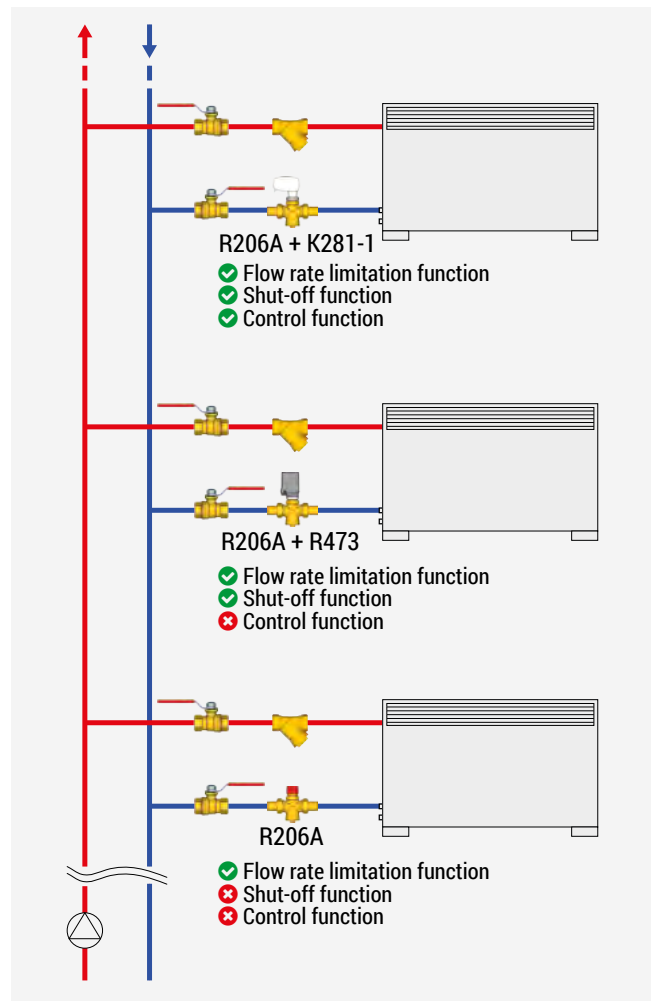 R206A + K281-1
Flow rate limitation function
Shut-off function
Control function
R206A + R473
Flow rate limitation function
Shut-off function
Control function
R206A
Flow rate limitation function
Shut-off function
Control function